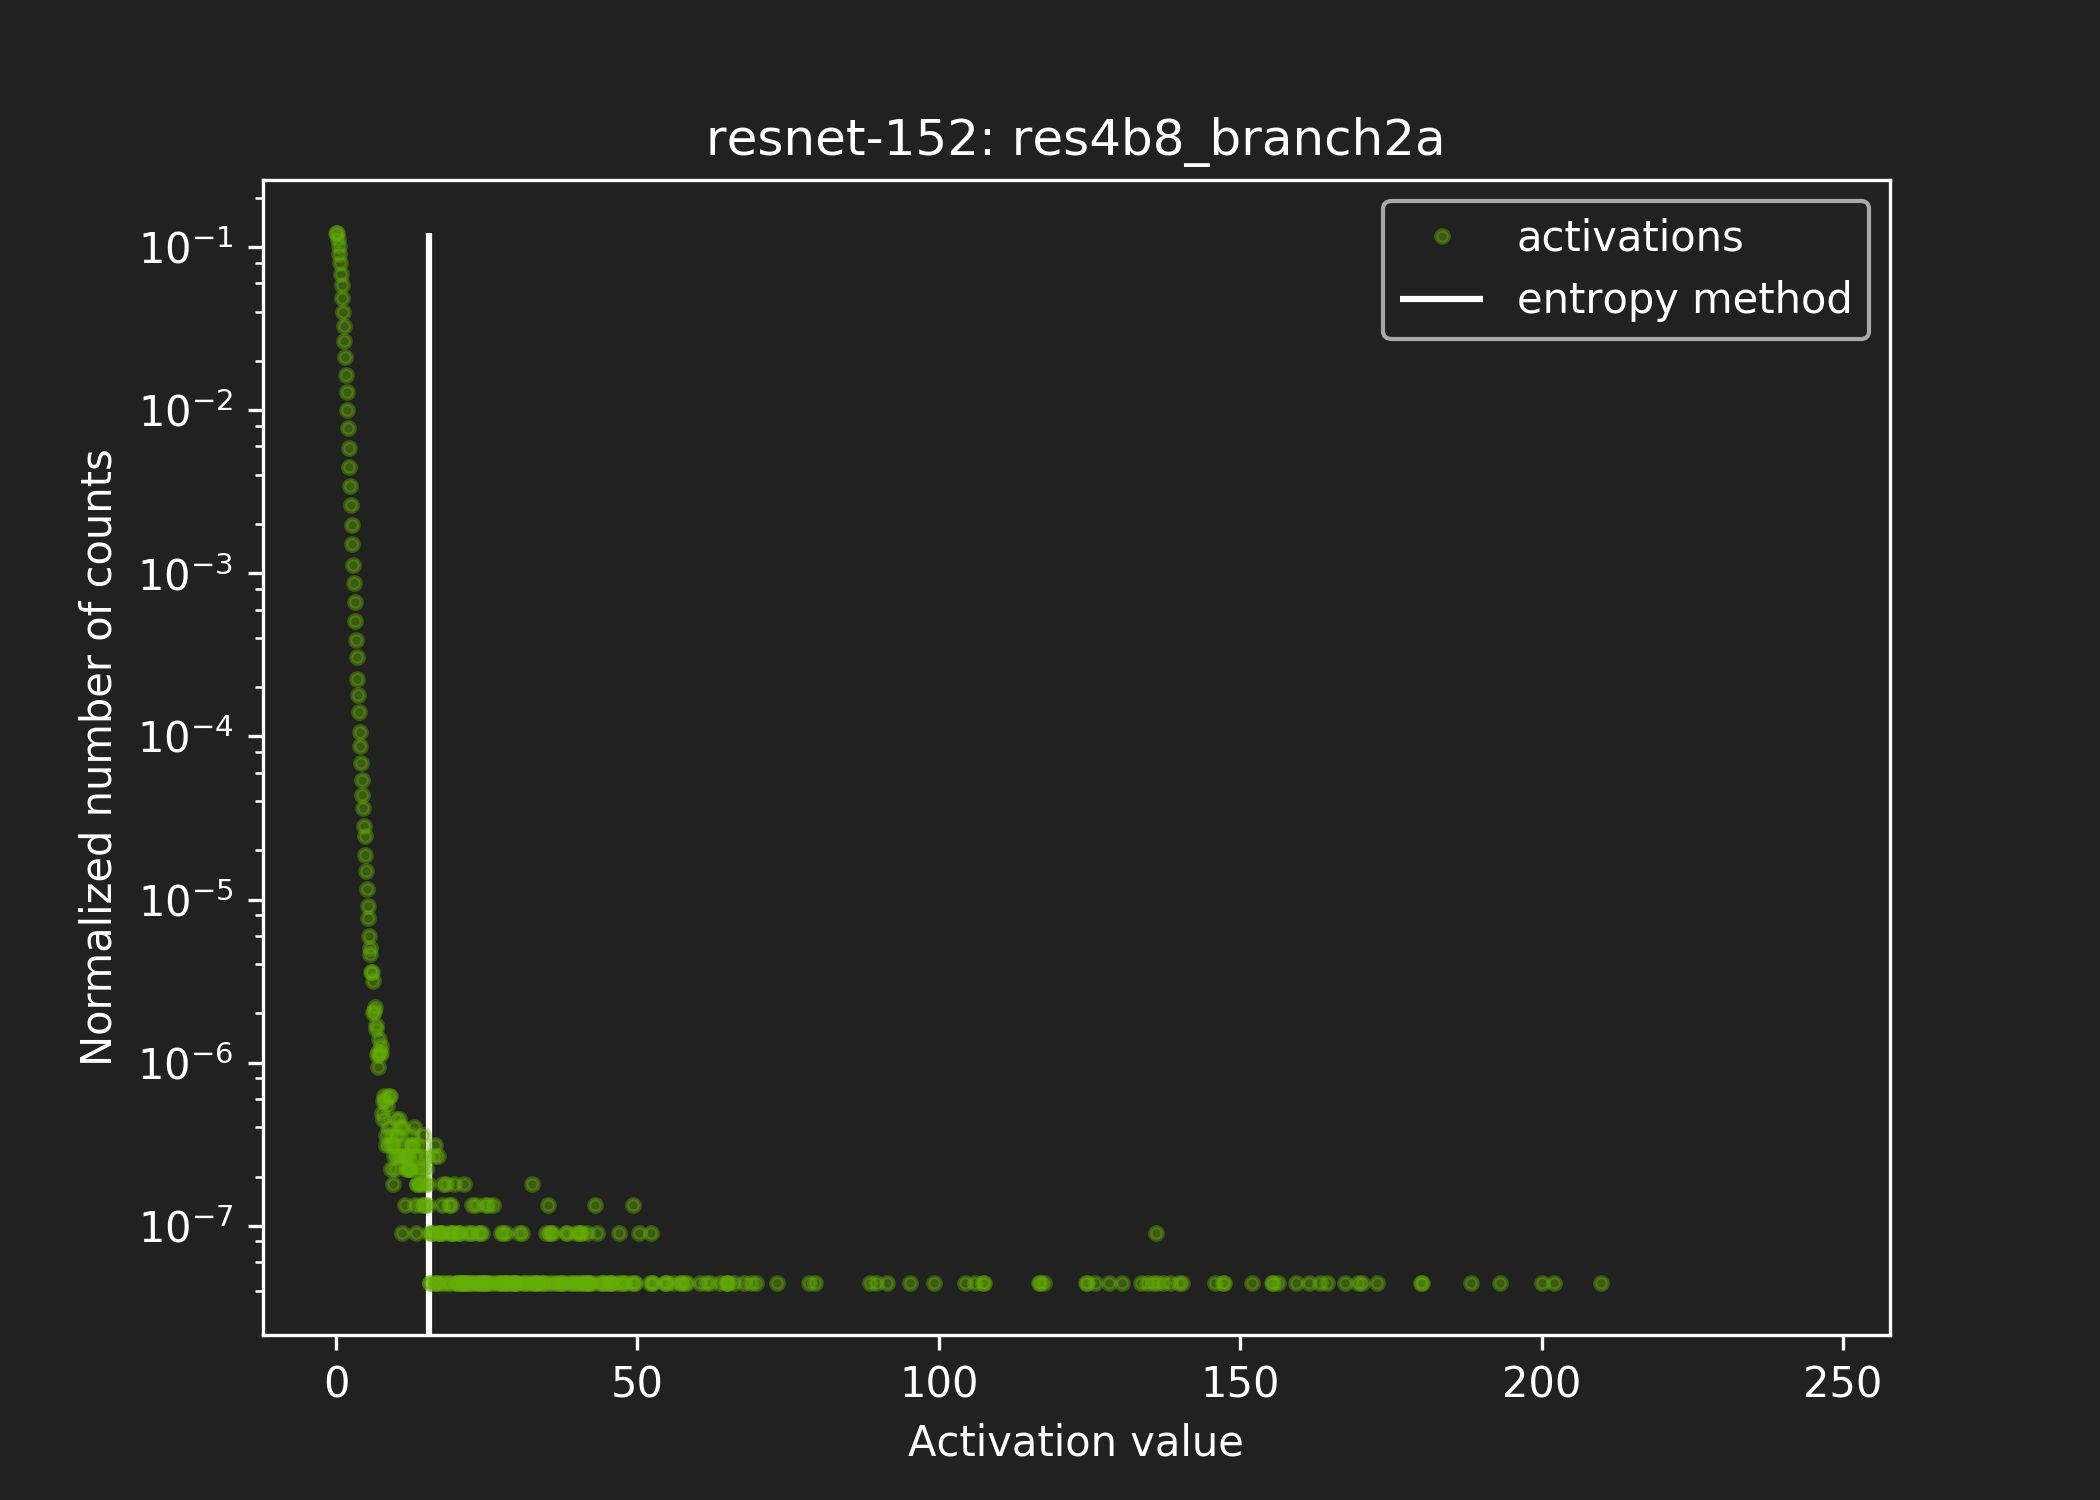 resnet-152: res4b8_branch2a
activations
entropy method
Normalized number of counts
10⁻¹
10⁻²
10⁻³
10⁻⁴
10⁻⁵
10⁻⁶
10⁻⁷
0 50 100 150 200 250
Activation value